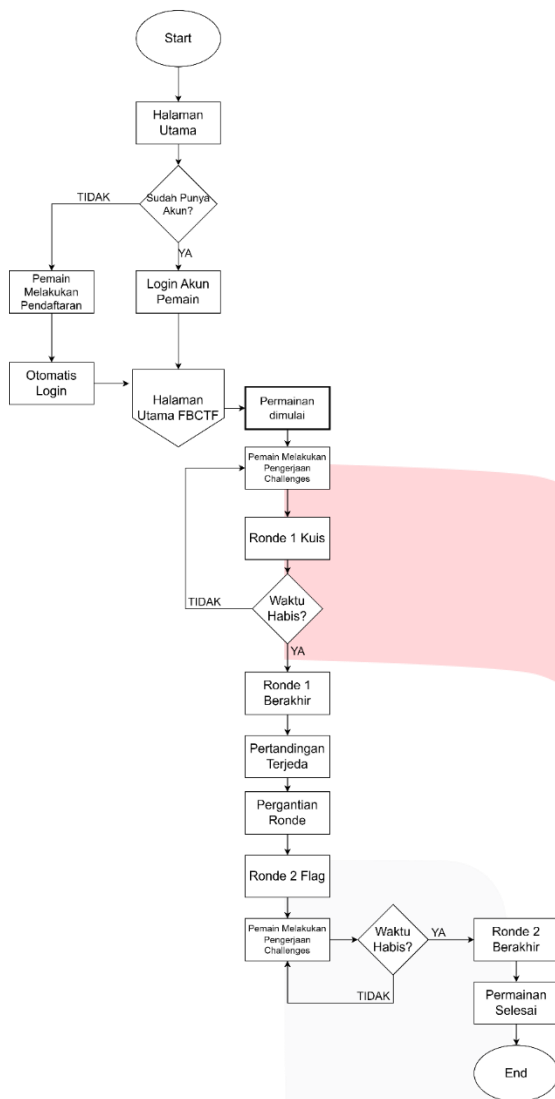 Start
Halaman
Utama
Sudah Punya
Akun?
TIDAK
YA
Pemain
Melakukan
Pendaftaran
Login Akun
Pemain
Otomatis
Login
Halaman
Utama FBCTF
Permainan
dimulai
Pemain Melakukan
Pengerjaan
Challenges
Ronde 1 Kuis
Waktu
Habis?
TIDAK
YA
Ronde 1
Berakhir
Pertandingan
Terjeda
Pergantian
Ronde
Ronde 2 Flag
Pemain Melakukan
Pengerjaan
Challenges
Waktu
Habis?
YA
TIDAK
Ronde 2
Berakhir
Permainan
Selesai
End